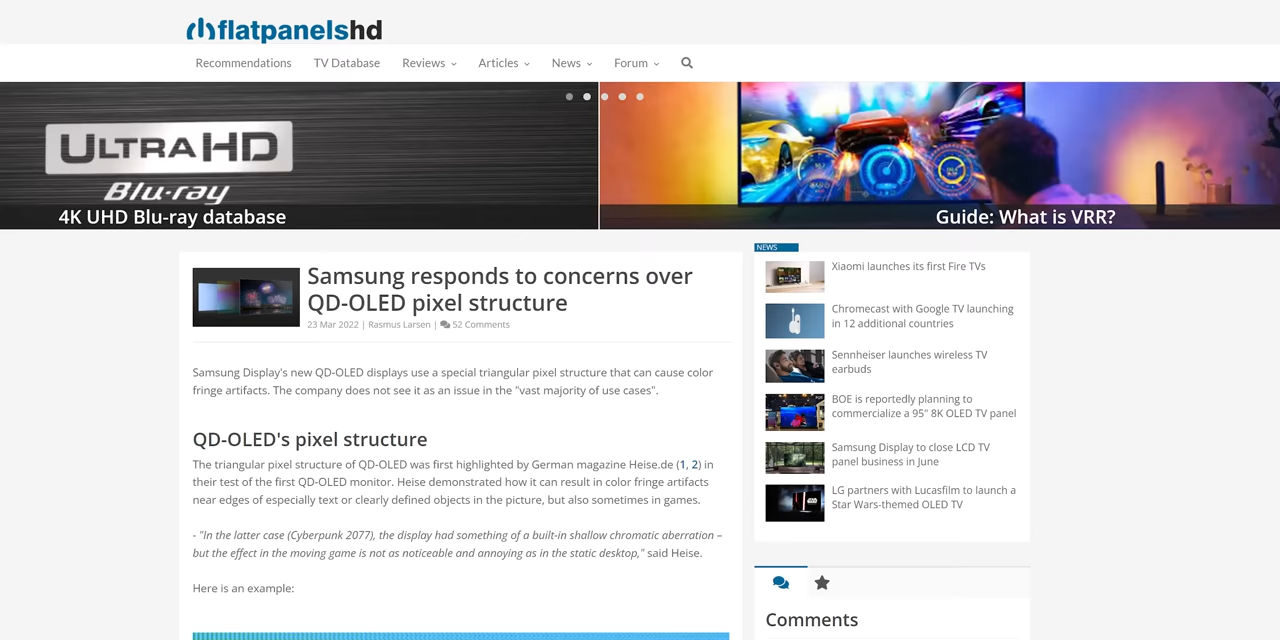 flatpanelshd
Recommendations
TV Database
Reviews
Articles
News
Forum
ULTRA HD
Blu-ray
4K UHD Blu-ray database
Guide: What is VRR?
Samsung responds to concerns over
QD-OLED pixel structure
23 Mar 2022 | Rasmus Larsen | 52 Comments
Samsung Display's new QD-OLED displays use a special triangular pixel structure that can cause color
fringe artifacts. The company does not see it as an issue in the "vast majority of use cases".
QD-OLED's pixel structure
The triangular pixel structure of QD-OLED was first highlighted by German magazine Heise.de (1, 2) in
their test of the first QD-OLED monitor. Heise demonstrated how it can result in color fringe artifacts
near edges of especially text or clearly defined objects in the picture, but also sometimes in games.
- "In the latter case (Cyberpunk 2077), the display had something of a built-in shallow chromatic aberration –
but the effect in the moving game is not as noticeable and annoying as in the static desktop," said Heise.
Here is an example:
NEWS
Xiaomi launches its first Fire TVs
Chromecast with Google TV launching
in 12 additional countries
Sennheiser launches wireless TV
earbuds
BOE is reportedly planning to
commercialize a 95" 8K OLED TV panel
Samsung Display to close LCD TV
panel business in June
LG partners with Lucasfilm to launch a
Star Wars-themed OLED TV
Comments